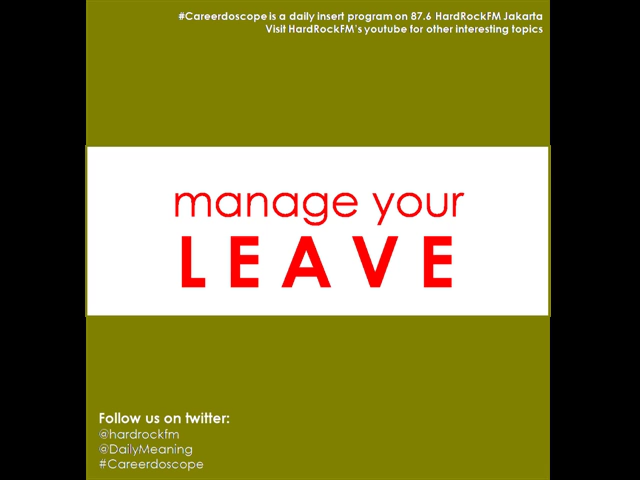 #Careerdoscope is a daily insert program on 87.6 HardRockFM Jakarta
Visit HardRockFM's youtube for other interesting topics
manage your
LEAVE
Follow us on twitter:
@hardrockfm
@DailyMeaning
#Careerdoscope